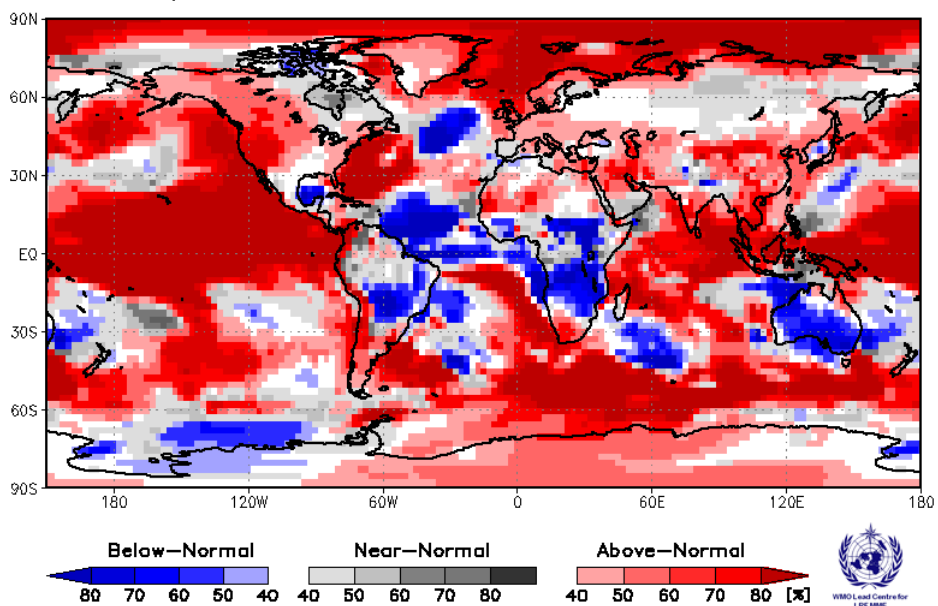 90N
60N
30N
EQ
30S
60S
90S
180 120W 60W 0 60E 120E 180
Below-Normal Near-Normal Above-Normal
80 70 60 50 40 40 50 60 70 80 40 50 60 70 80 [%]
WMO Lead Centre for